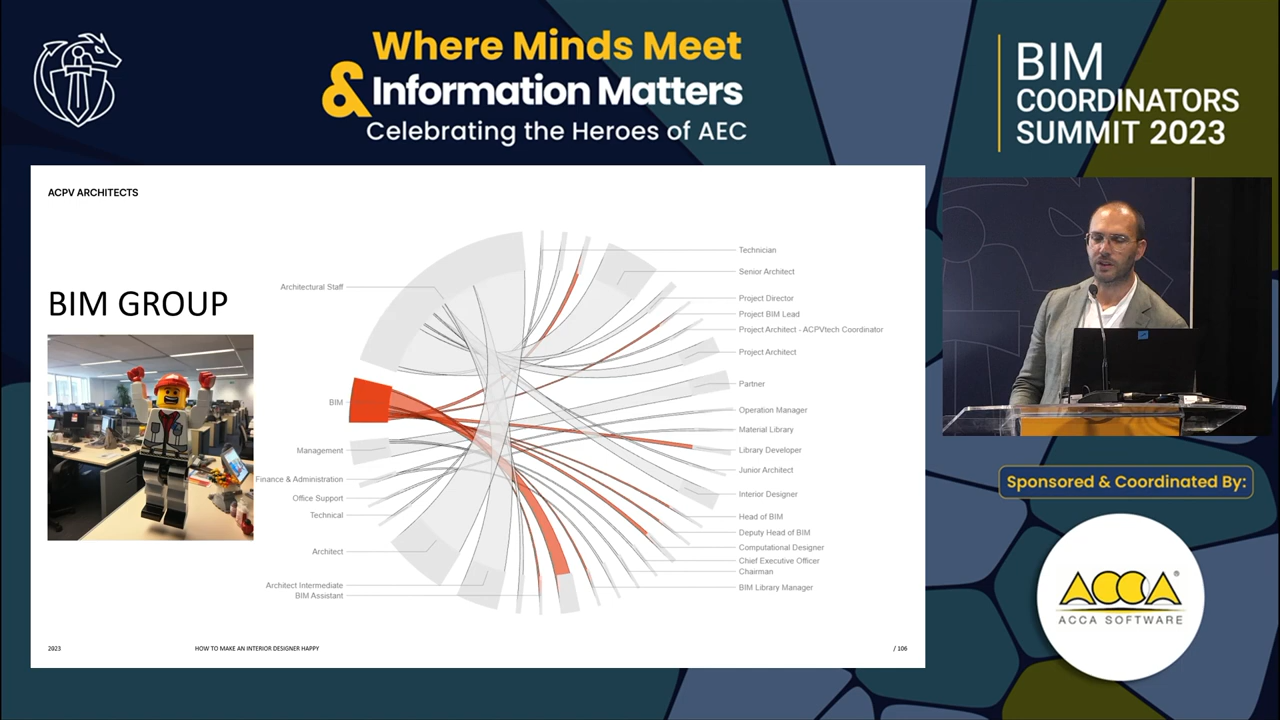 Where Minds Meet
& Information Matters
Celebrating the Heroes of AEC
BIM
COORDINATORS
SUMMIT 2023
ACPV ARCHITECTS
BIM GROUP
Architectural Staff
BIM
Management
Finance & Administration
Office Support
Technical
Architect
Architect Intermediate
BIM Assistant
Technician
Senior Architect
Project Director
Project BIM Lead
Project Architect - ACPVtech Coordinator
Project Architect
Partner
Operation Manager
Material Library
Library Developer
Junior Architect
Interior Designer
Head of BIM
Deputy Head of BIM
Computational Designer
Chief Executive Officer
Chairman
BIM Library Manager
2023
HOW TO MAKE AN INTERIOR DESIGNER HAPPY
/ 106
Sponsored & Coordinated By:
ACCA®
ACCA SOFTWARE